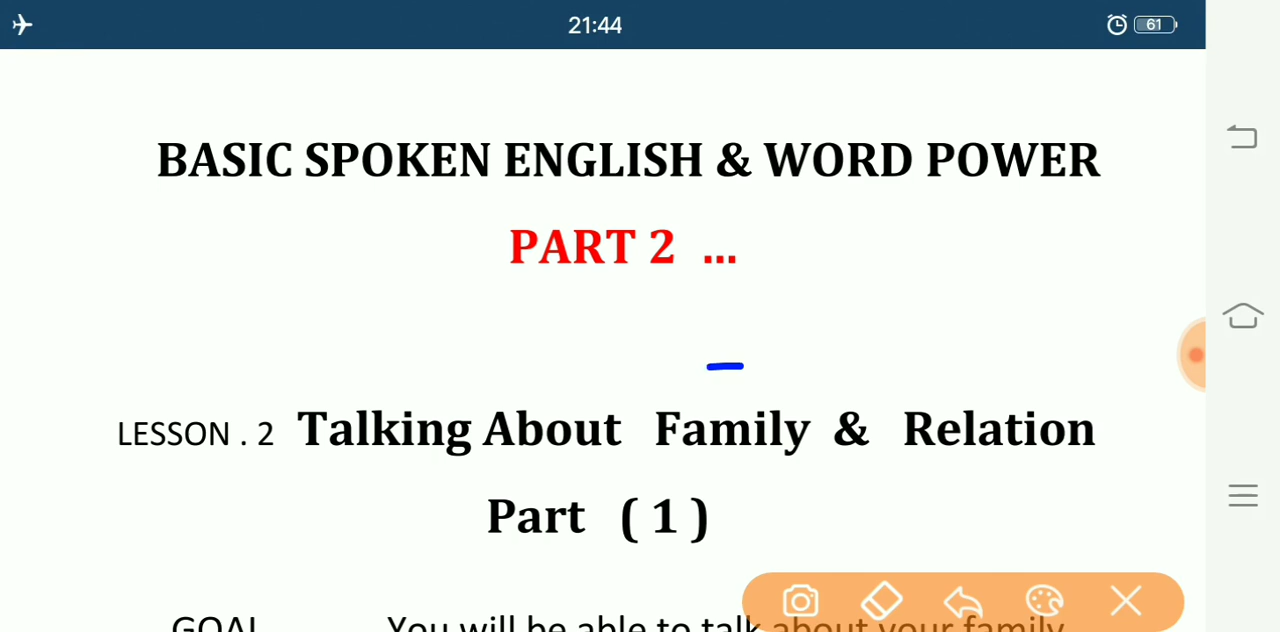 21:44
61
BASIC SPOKEN ENGLISH & WORD POWER
PART 2 ...
LESSON . 2 Talking About Family & Relation
Part ( 1 )
GOAL You will be able to talk about your family